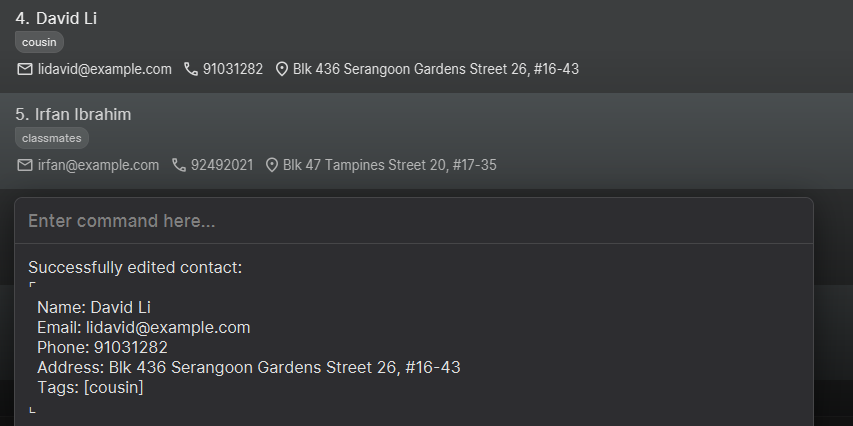 4. David Li
cousin
lidavid@example.com 91031282 Blk 436 Serangoon Gardens Street 26, #16-43
5. Irfan Ibrahim
classmates
irfan@example.com 92492021 Blk 47 Tampines Street 20, #17-35
Enter command here...
Successfully edited contact:
⌜
Name: David Li
Email: lidavid@example.com
Phone: 91031282
Address: Blk 436 Serangoon Gardens Street 26, #16-43
Tags: [cousin]
⌞